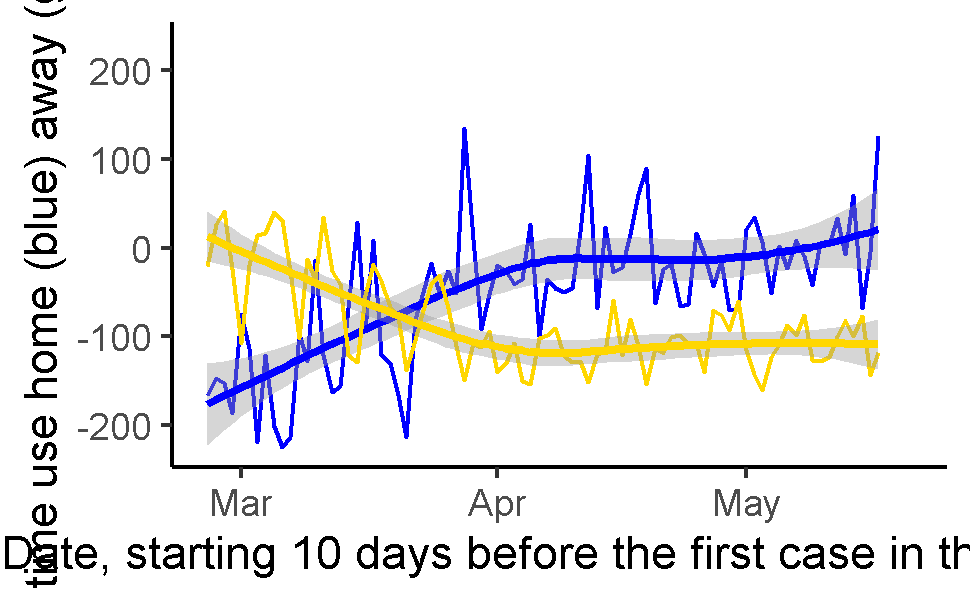 time use home (blue) away (
200
100
0
-100
-200
Mar Apr May
Date, starting 10 days before the first case in th